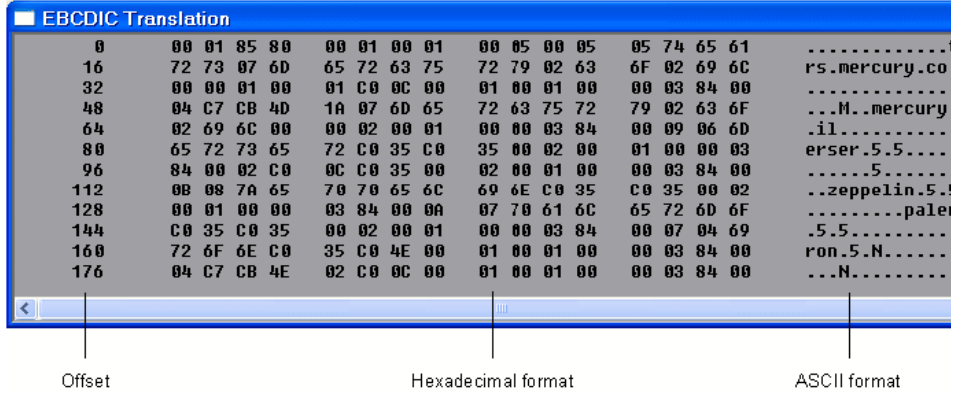 EBCDIC Translation
0 00 01 85 80 00 01 00 01 00 05 00 05 05 74 65 61 .............t
16 72 73 07 6D 65 72 63 75 72 79 02 63 6F 02 69 6C rs.mercury.co
32 00 00 01 00 01 C0 0C 00 01 00 01 00 00 03 84 00 .............
48 04 C7 CB 4D 1A 07 6D 65 72 63 75 72 79 02 63 6F ...M..mercury
64 02 69 6C 00 00 02 00 01 00 00 03 84 00 09 06 6D .il..........
80 65 72 73 65 72 C0 35 C0 35 00 02 00 01 00 00 03 erser.5.5....
96 84 00 02 C0 0C C0 35 00 02 00 01 00 00 03 84 00 ......5.....
112 0B 08 7A 65 70 70 65 6C 69 6E C0 35 C0 35 00 02 ..zeppelin.5.5
128 00 01 00 00 03 84 00 0A 07 70 61 6C 65 72 6D 6F .........paler
144 C0 35 C0 35 00 02 00 01 00 00 03 84 00 07 04 69 .5.5.........
160 72 6F 6E C0 35 C0 4E 00 01 00 01 00 00 03 84 00 ron.5.N.......
176 04 C7 CB 4E 02 C0 0C 00 01 00 01 00 00 03 84 00 ...N.........
Offset Hexadecimal format ASCII format